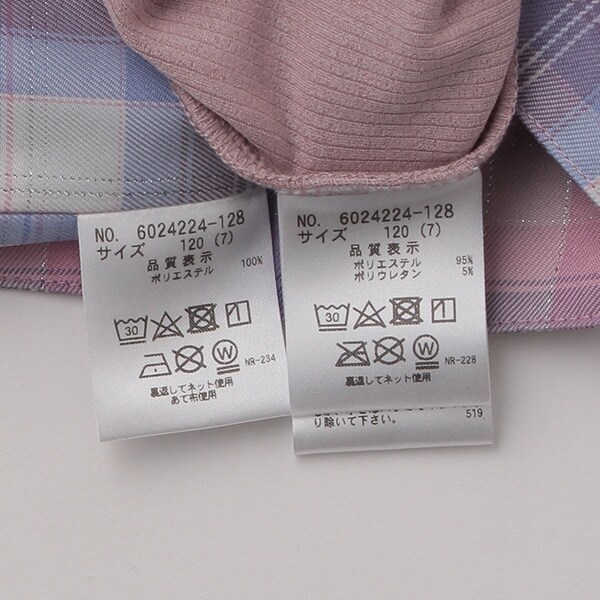 NO. 6024224-128
サイズ 120 (7)
品質表示
ポリエステル 100%
30
W
NR-234
裏返してネット使用
あて布使用
NO. 6024224-128
サイズ 120 (7)
品質表示
ポリエステル 95%
ポリウレタン 5%
30
W
NR-228
裏返してネット使用
り除いて下さい。 519